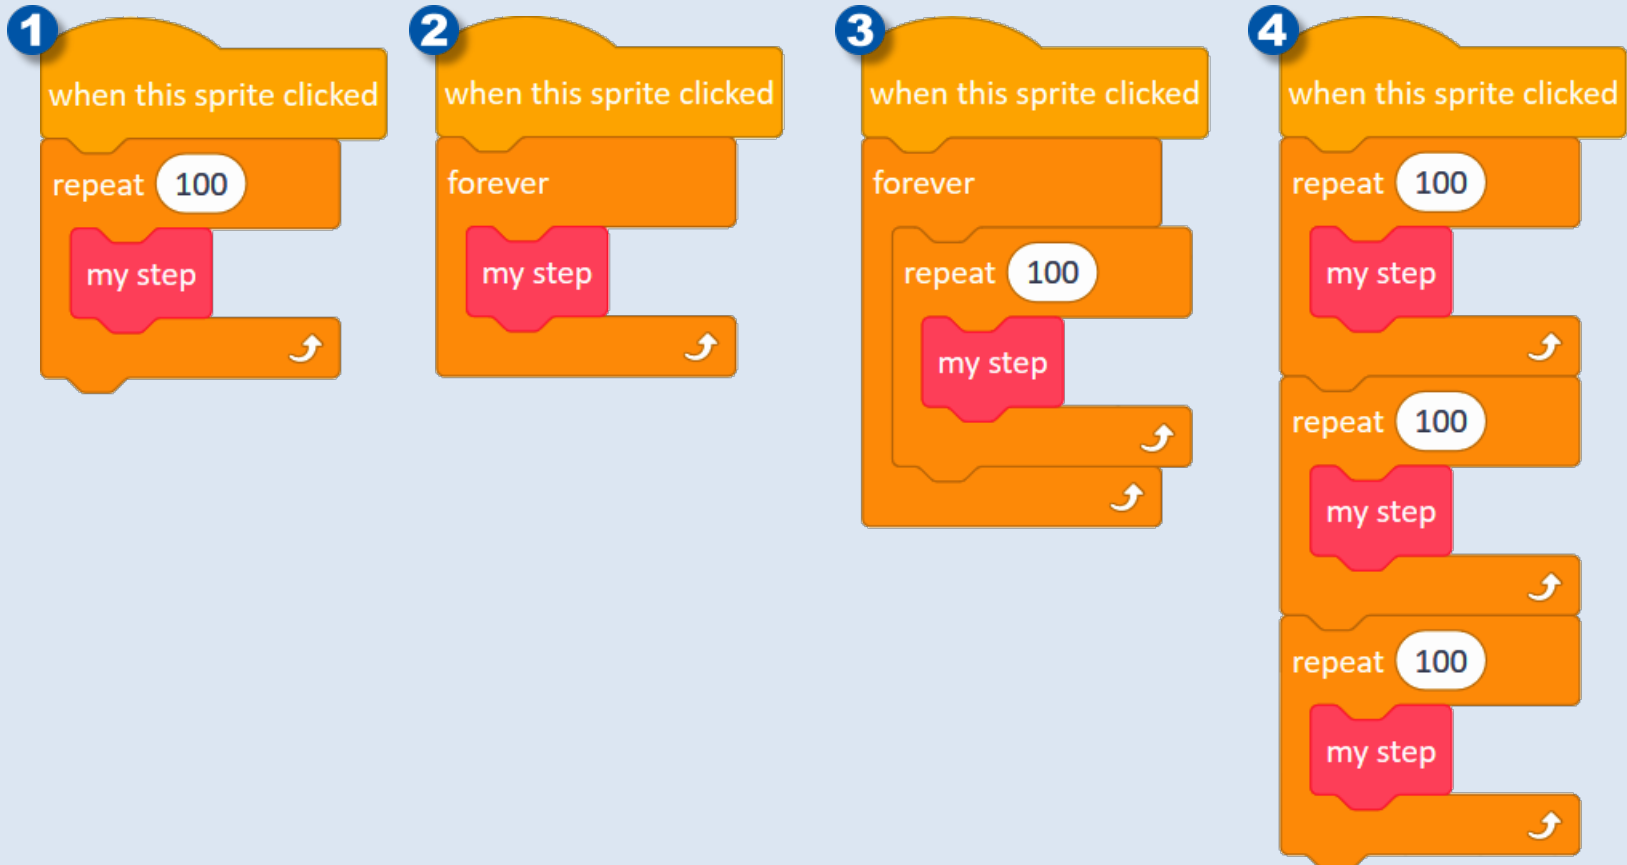 1
when this sprite clicked
repeat 100
my step
2
when this sprite clicked
forever
my step
3
when this sprite clicked
forever
repeat 100
my step
4
when this sprite clicked
repeat 100
my step
repeat 100
my step
repeat 100
my step